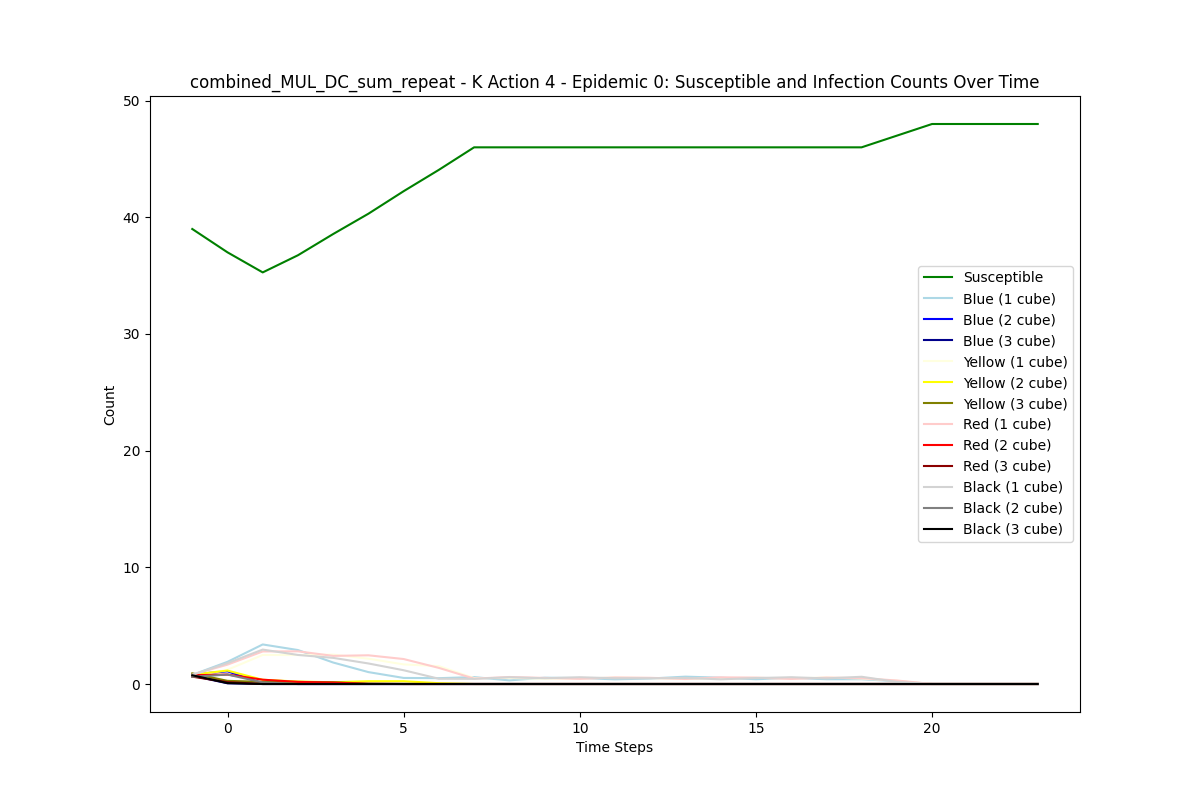 combined_MUL_DC_sum_repeat - K Action 4 - Epidemic 0: Susceptible and Infection Counts Over Time
50
40
30
20
10
0
Count
Susceptible
Blue (1 cube)
Blue (2 cube)
Blue (3 cube)
Yellow (1 cube)
Yellow (2 cube)
Yellow (3 cube)
Red (1 cube)
Red (2 cube)
Red (3 cube)
Black (1 cube)
Black (2 cube)
Black (3 cube)
0 5 10 15 20
Time Steps